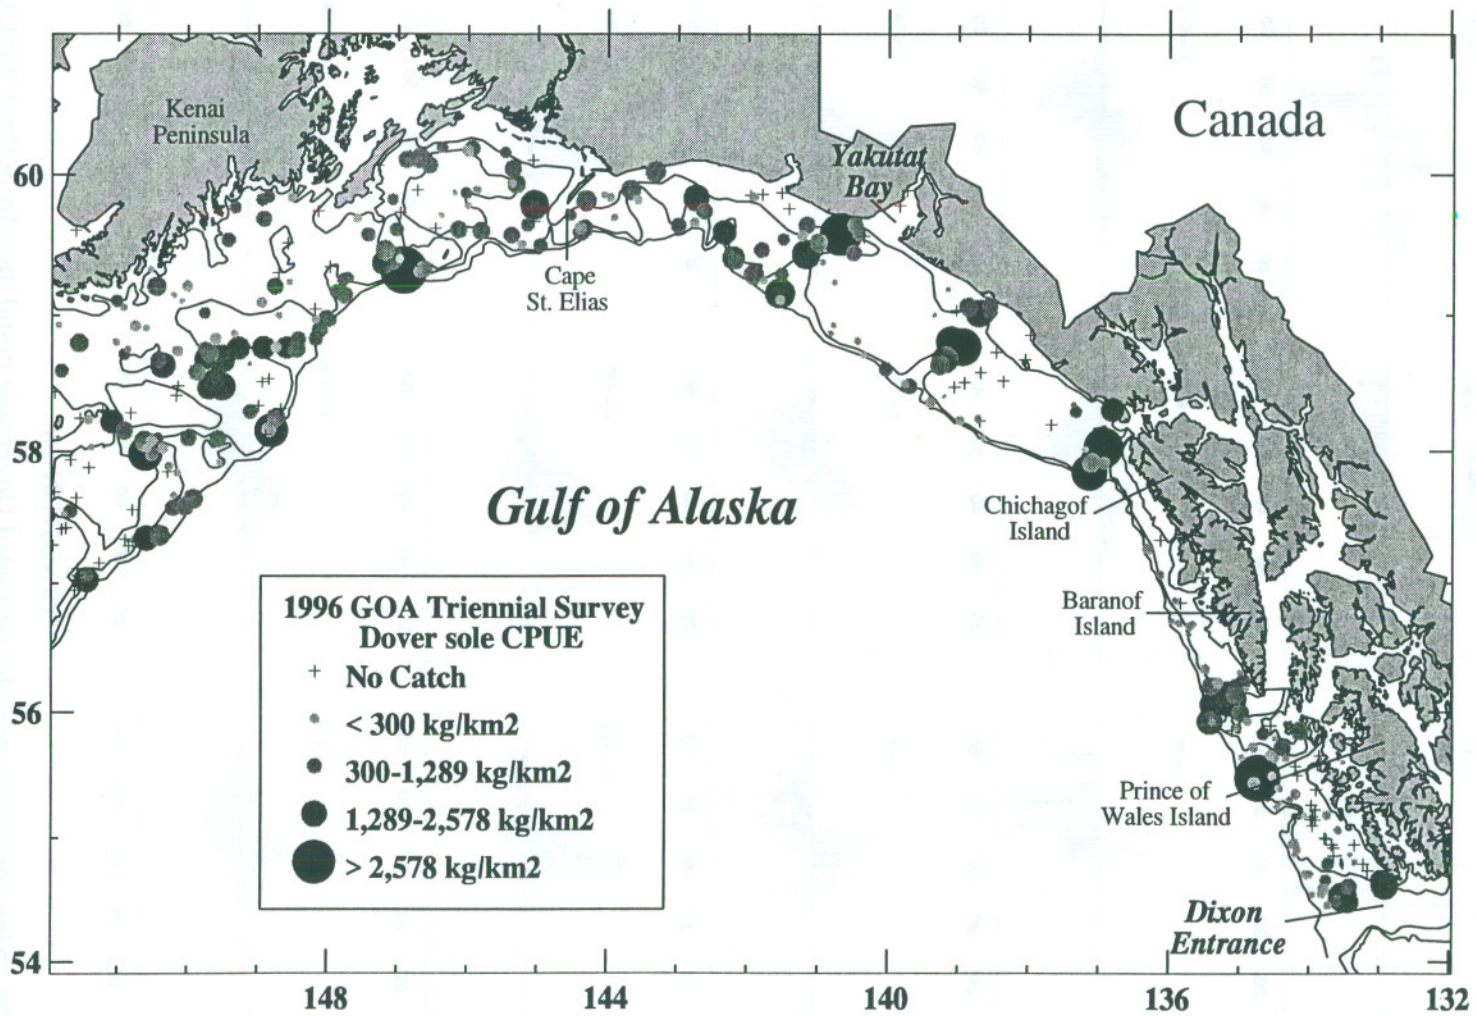 Canada
Kenai
Peninsula
Yakutat
Bay
60
Cape
St. Elias
58
Gulf of Alaska
Chichagof
Island
1996 GOA Triennial Survey
Dover sole CPUE
No Catch
< 300 kg/km2
300-1,289 kg/km2
1,289-2,578 kg/km2
> 2,578 kg/km2
Baranof
Island
56
Prince of
Wales Island
Dixon
Entrance
54
148
144
140
136
132